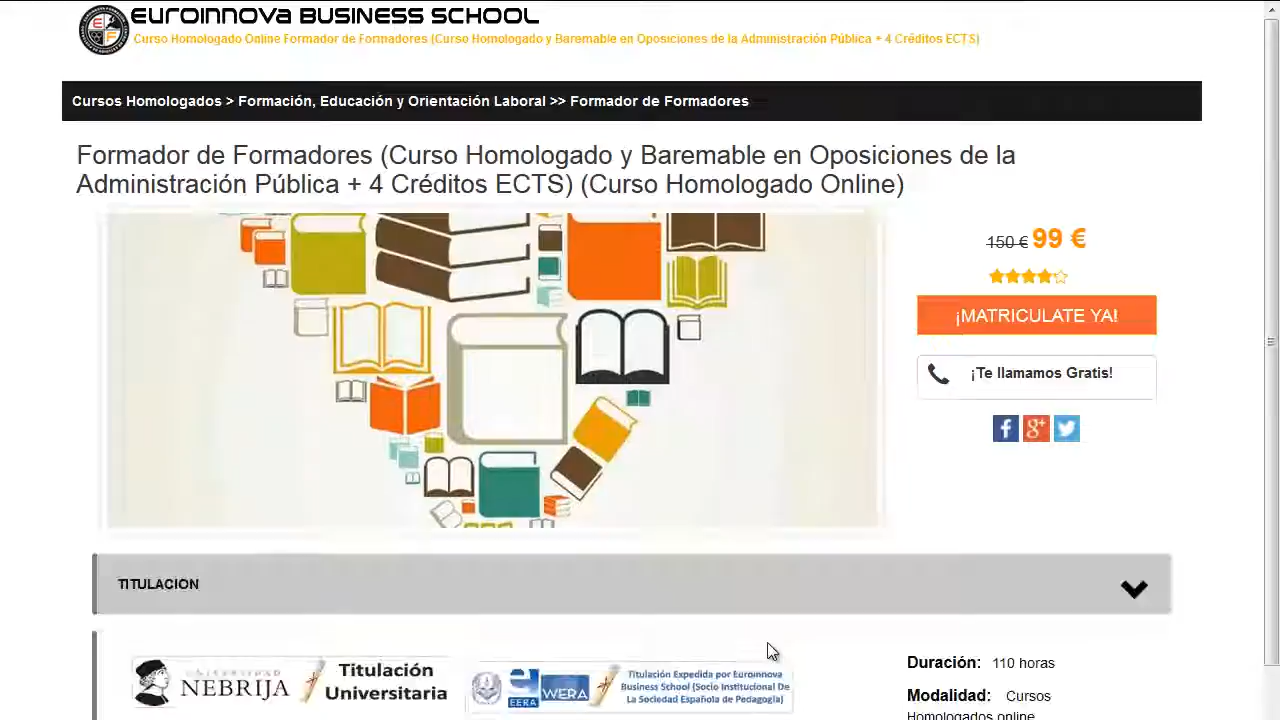 EUROINNOVA BUSINESS SCHOOL
Curso Homologado Online Formador de Formadores (Curso Homologado y Baremable en Oposiciones de la Administración Pública + 4 Créditos ECTS)
Cursos Homologados > Formación, Educación y Orientación Laboral >> Formador de Formadores
Formador de Formadores (Curso Homologado y Baremable en Oposiciones de la
Administración Pública + 4 Créditos ECTS) (Curso Homologado Online)
150 € 99 €
¡MATRICULATE YA!
¡Te llamamos Gratis!
TITULACION
UNIVERSIDAD
NEBRIJA
Titulación
Universitaria
EERA
WERA
Titulación Expedida por Euroinnova
Business School (Socio Institucional De
La Sociedad Española de Pedagogía)
Duración: 110 horas
Modalidad: Cursos
Homologados online